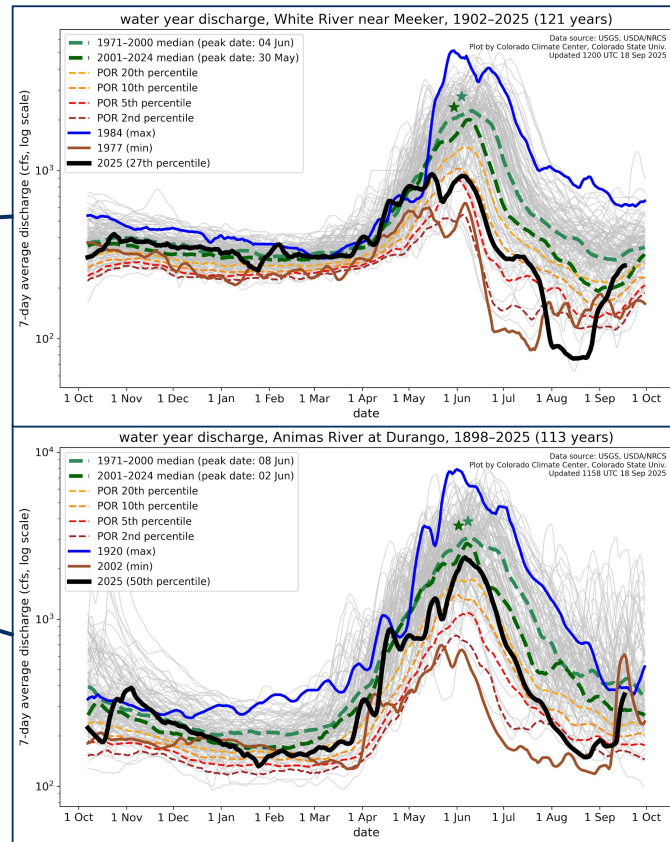 water year discharge, White River near Meeker, 1902–2025 (121 years)
Data source: USGS, USDA/NRCS
Plot by Colorado Climate Center, Colorado State Univ.
Updated 1200 UTC 18 Sep 2025
1971–2000 median (peak date: 04 Jun)
2001–2024 median (peak date: 30 May)
POR 20th percentile
POR 10th percentile
POR 5th percentile
POR 2nd percentile
1984 (max)
1977 (min)
2025 (27th percentile)
7-day average discharge (cfs, log scale)
10³
10²
1 Oct 1 Nov 1 Dec 1 Jan 1 Feb 1 Mar 1 Apr 1 May 1 Jun 1 Jul 1 Aug 1 Sep 1 Oct
date
water year discharge, Animas River at Durango, 1898–2025 (113 years)
Data source: USGS, USDA/NRCS
Plot by Colorado Climate Center, Colorado State Univ.
Updated 1158 UTC 18 Sep 2025
1971–2000 median (peak date: 08 Jun)
2001–2024 median (peak date: 02 Jun)
POR 20th percentile
POR 10th percentile
POR 5th percentile
POR 2nd percentile
1920 (max)
2002 (min)
2025 (50th percentile)
7-day average discharge (cfs, log scale)
10⁴
10³
10²
1 Oct 1 Nov 1 Dec 1 Jan 1 Feb 1 Mar 1 Apr 1 May 1 Jun 1 Jul 1 Aug 1 Sep 1 Oct
date